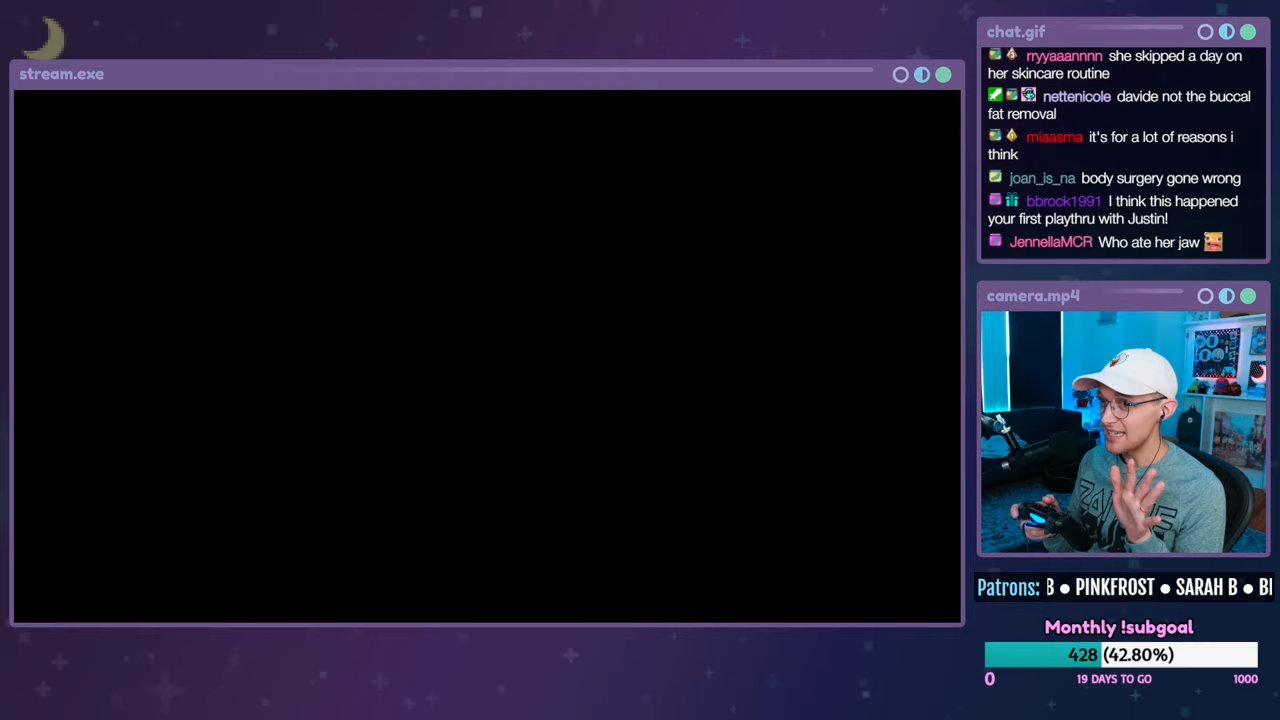 stream.exe
chat.gif
rryyaaannnn she skipped a day on
her skincare routine
nettenicole davide not the buccal
fat removal
miaasma it's for a lot of reasons i
think
joan_is_na body surgery gone wrong
bbrock1991 I think this happened
your first playthru with Justin!
JennellaMCR Who ate her jaw
camera.mp4
Patrons: B ● PINKFROST ● SARAH B ●
Monthly !subgoal
428 (42.80%)
0 19 DAYS TO GO 1000